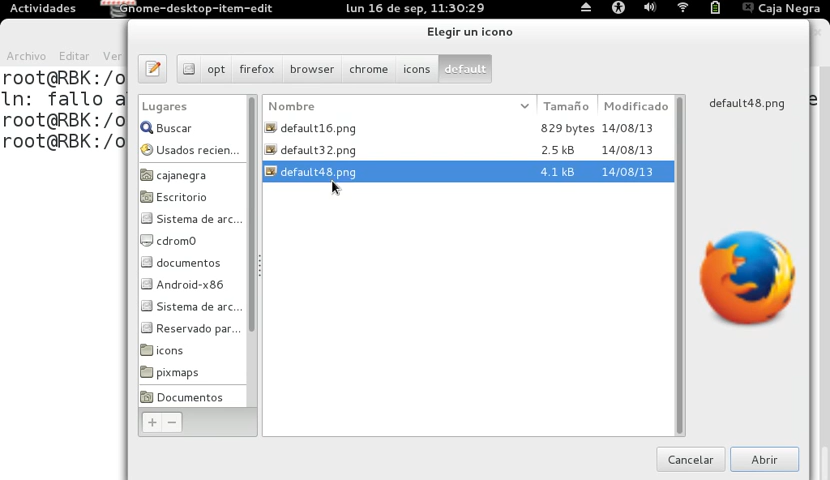 Actividades Gnome-desktop-item-edit lun 16 de sep, 11:30:29 Caja Negra
Elegir un icono
Archivo Editar Ver
opt firefox browser chrome icons default
root@RBK:/o
ln: fallo a
root@RBK:/o
root@RBK:/o
Lugares
Buscar
Usados recien...
cajanegra
Escritorio
Sistema de arc...
cdrom0
documentos
Android-x86
Sistema de arc...
Reservado par...
icons
pixmaps
Documentos
+ −
Nombre Tamaño Modificado
default16.png 829 bytes 14/08/13
default32.png 2.5 kB 14/08/13
default48.png 4.1 kB 14/08/13
default48.png
Cancelar Abrir